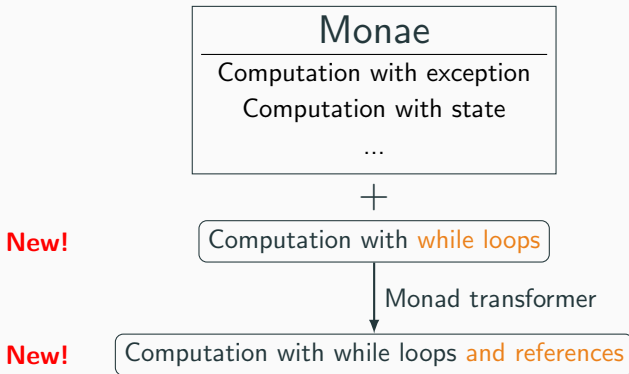 Monae
Computation with exception
Computation with state
...
+
New! Computation with while loops
Monad transformer
New! Computation with while loops and references